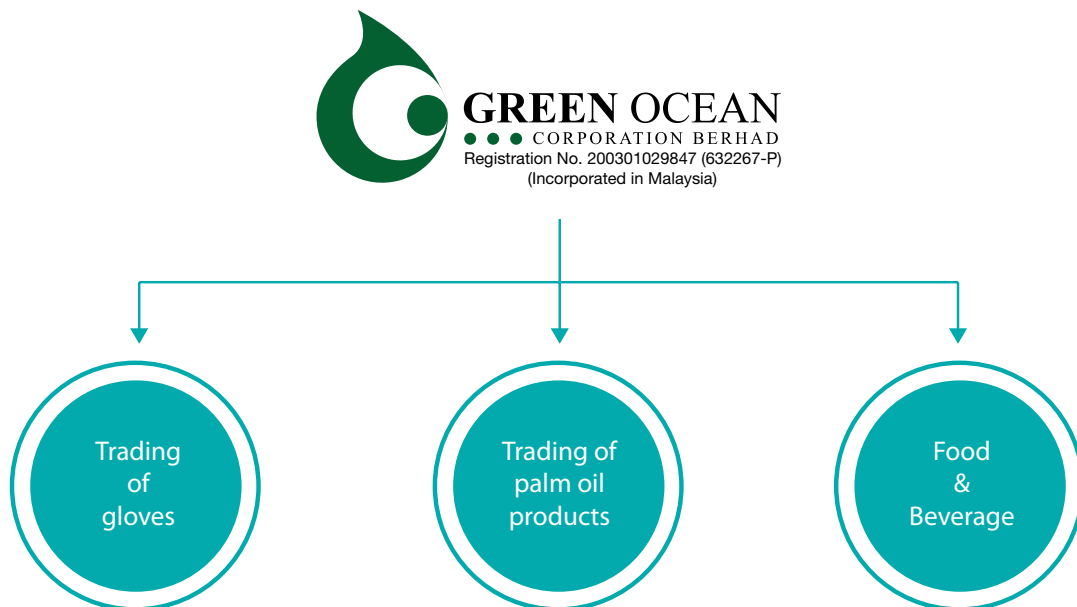 GREEN OCEAN
CORPORATION BERHAD
Registration No. 200301029847 (632267-P)
(Incorporated in Malaysia)
Trading
of
gloves
Trading of
palm oil
products
Food
&
Beverage